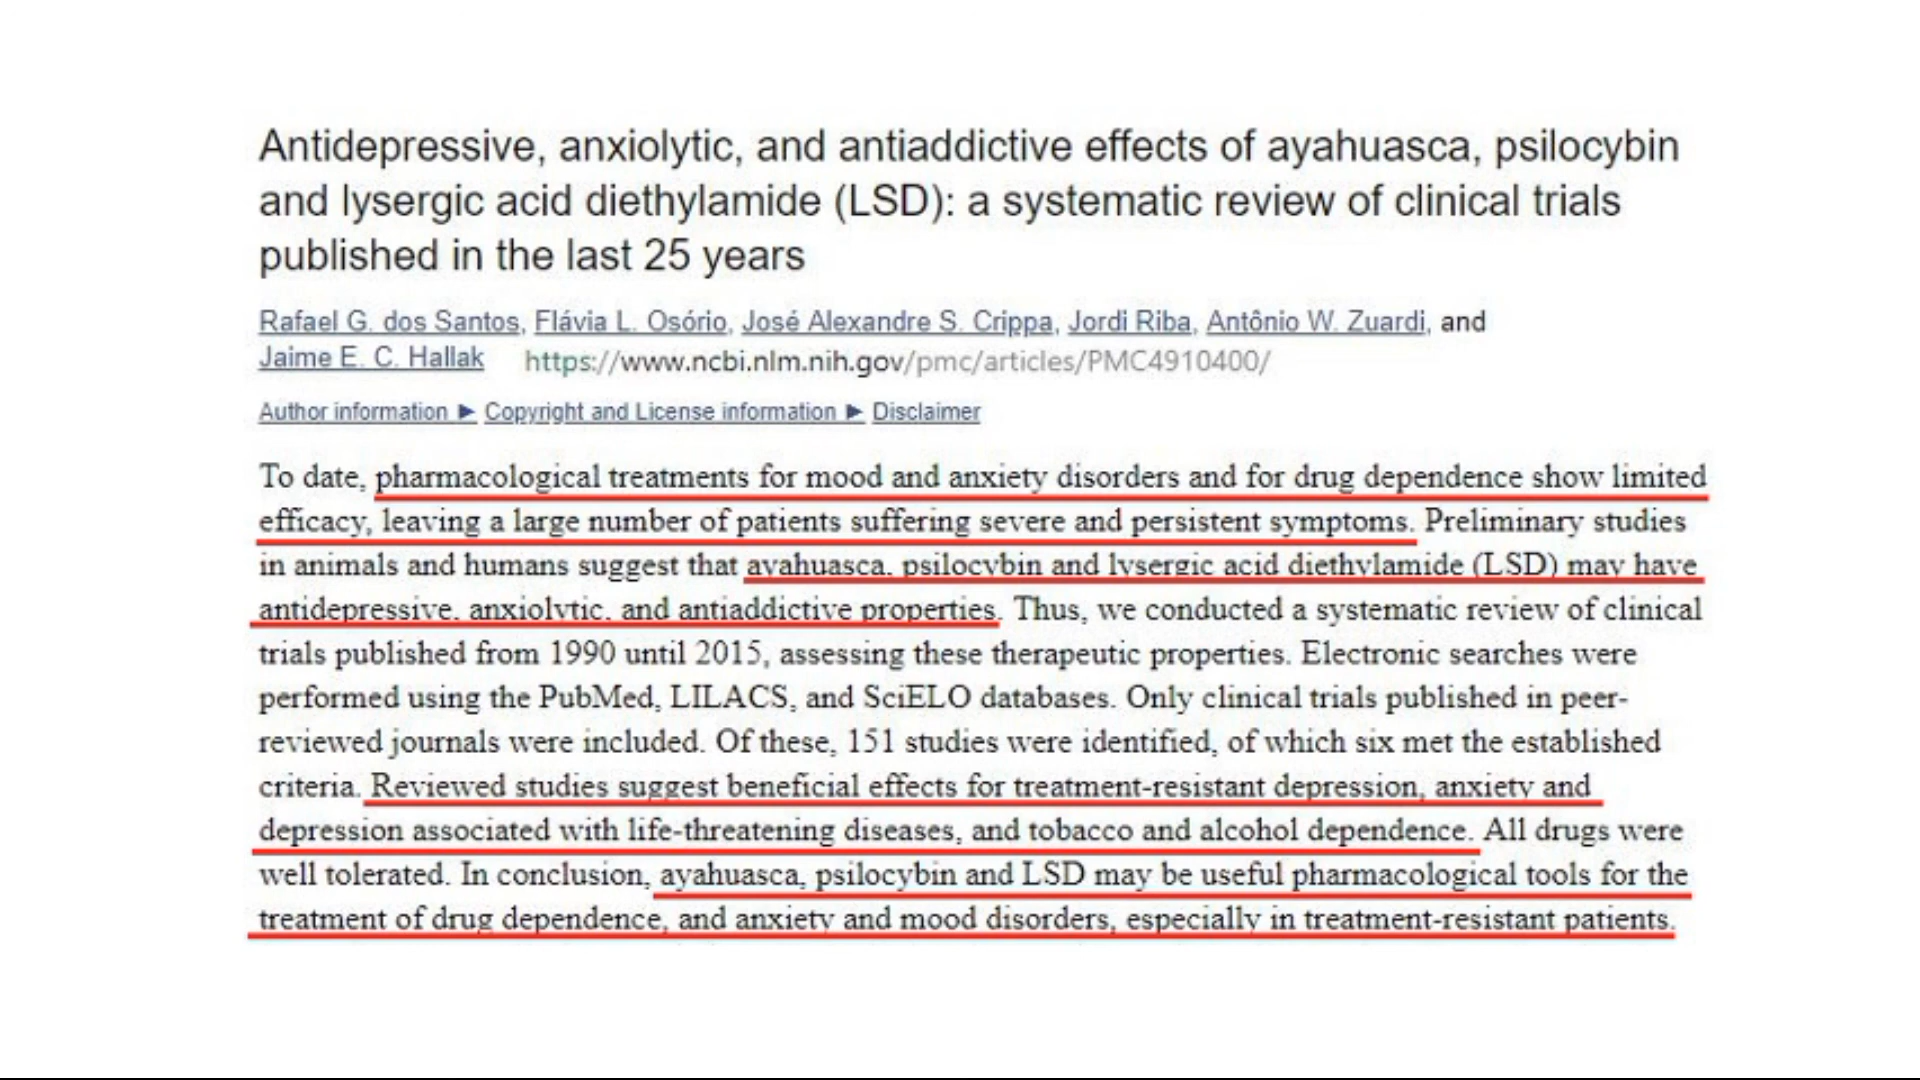 Antidepressive, anxiolytic, and antiaddictive effects of ayahuasca, psilocybin
and lysergic acid diethylamide (LSD): a systematic review of clinical trials
published in the last 25 years
Rafael G. dos Santos, Flávia L. Osório, José Alexandre S. Crippa, Jordi Riba, Antônio W. Zuardi, and
Jaime E. C. Hallak https://www.ncbi.nlm.nih.gov/pmc/articles/PMC4910400/
Author information ► Copyright and License information ► Disclaimer
To date, pharmacological treatments for mood and anxiety disorders and for drug dependence show limited
efficacy, leaving a large number of patients suffering severe and persistent symptoms. Preliminary studies
in animals and humans suggest that ayahuasca, psilocybin and lysergic acid diethylamide (LSD) may have
antidepressive, anxiolytic, and antiaddictive properties. Thus, we conducted a systematic review of clinical
trials published from 1990 until 2015, assessing these therapeutic properties. Electronic searches were
performed using the PubMed, LILACS, and SciELO databases. Only clinical trials published in peer-
reviewed journals were included. Of these, 151 studies were identified, of which six met the established
criteria. Reviewed studies suggest beneficial effects for treatment-resistant depression, anxiety and
depression associated with life-threatening diseases, and tobacco and alcohol dependence. All drugs were
well tolerated. In conclusion, ayahuasca, psilocybin and LSD may be useful pharmacological tools for the
treatment of drug dependence, and anxiety and mood disorders, especially in treatment-resistant patients.